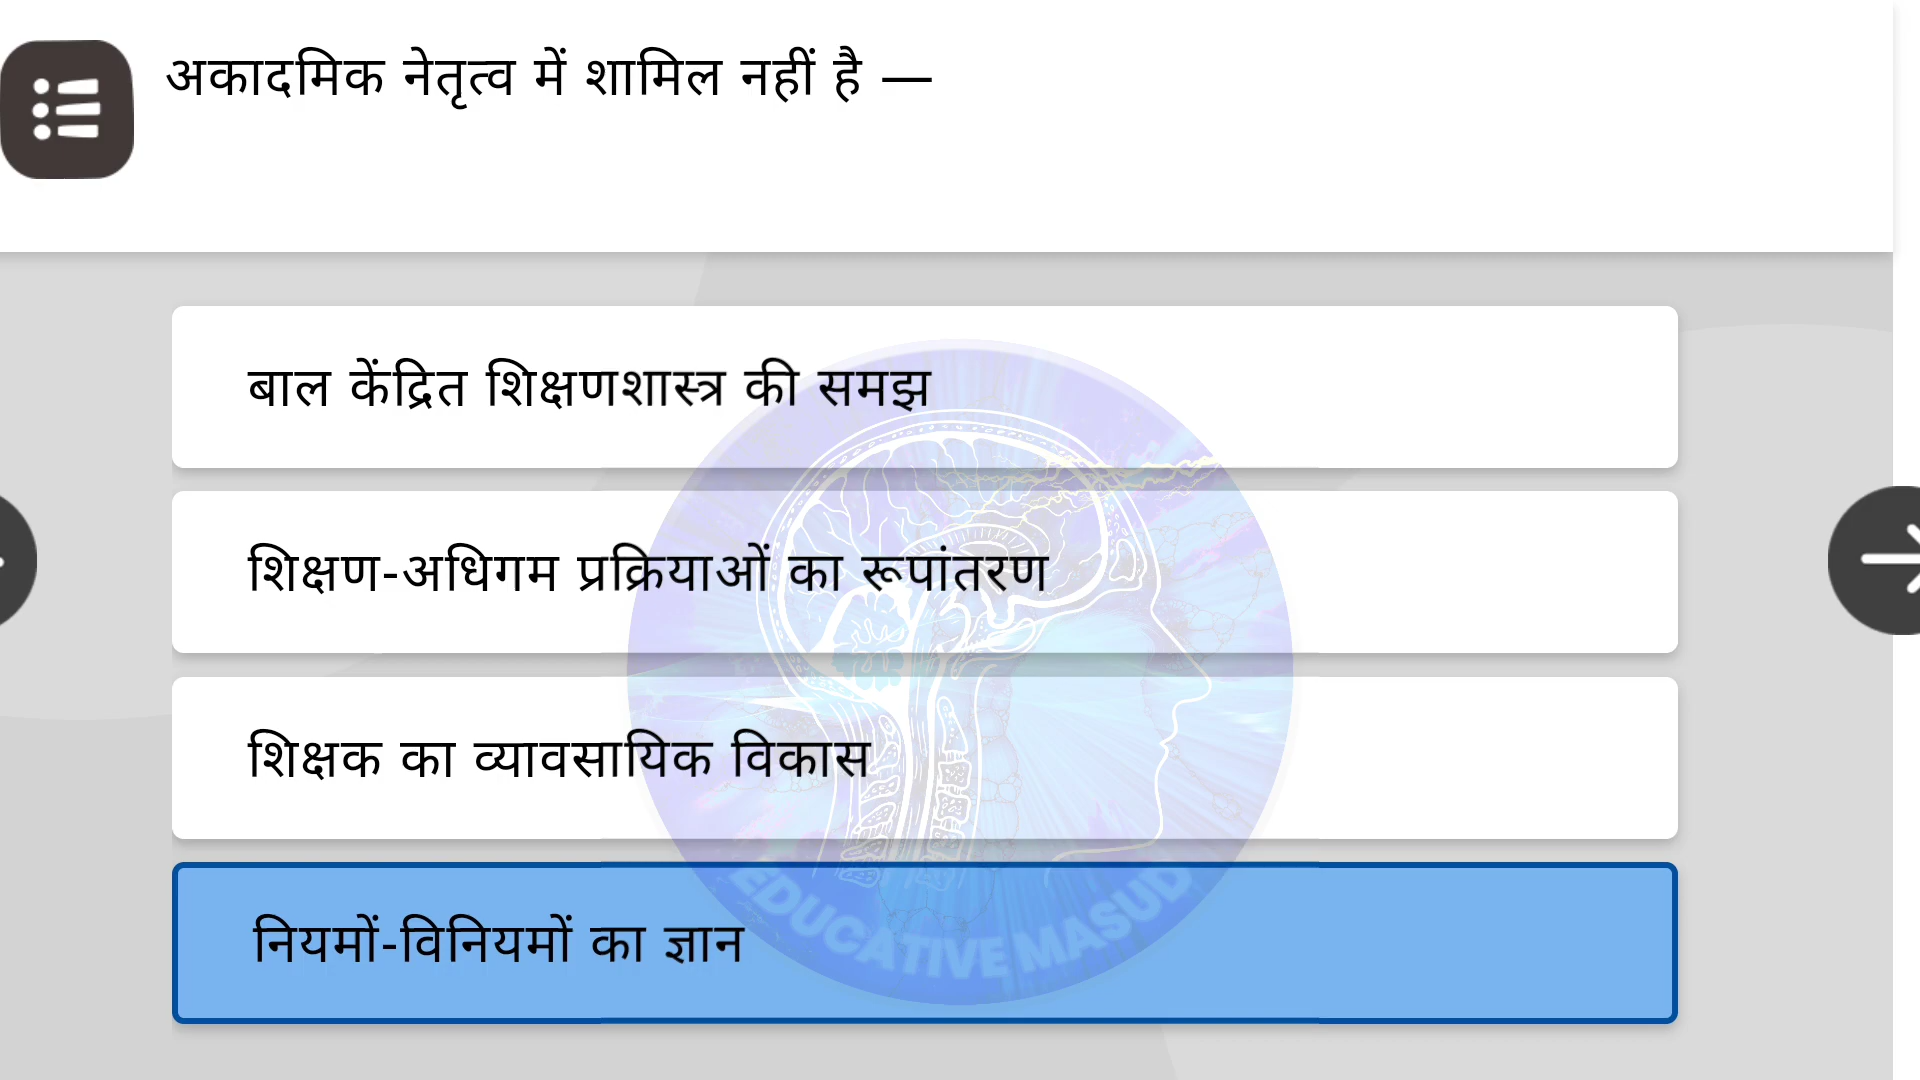 अकादमिक नेतृत्व में शामिल नहीं है —
बाल केंद्रित शिक्षणशास्त्र की समझ
शिक्षण-अधिगम प्रक्रियाओं का रूपांतरण
शिक्षक का व्यावसायिक विकास
नियमों-विनियमों का ज्ञान
EDUCATIVE MASUD